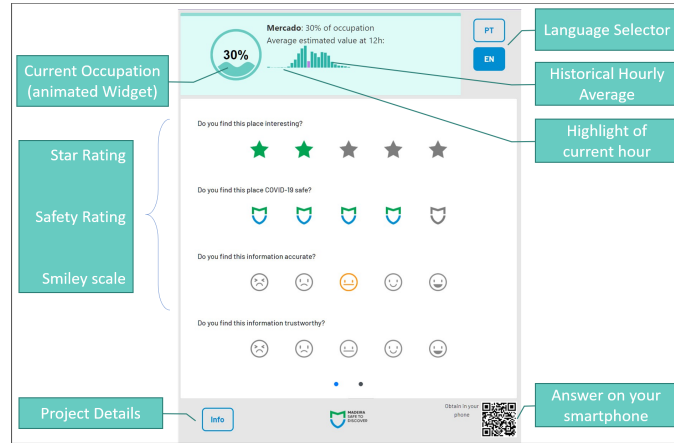 Mercado: 30% of occupation
Average estimated value at 12h:
30%
PT
EN
Language Selector
Current Occupation
(animated Widget)
Historical Hourly
Average
Highlight of
current hour
Do you find this place interesting?
Star Rating
Do you find this place COVID-19 safe?
Safety Rating
Do you find this information accurate?
Smiley scale
Do you find this information trustworthy?
Project Details
Info
MADEIRA
SAFE TO
DISCOVER
Obtain in your
phone
Answer on your
smartphone